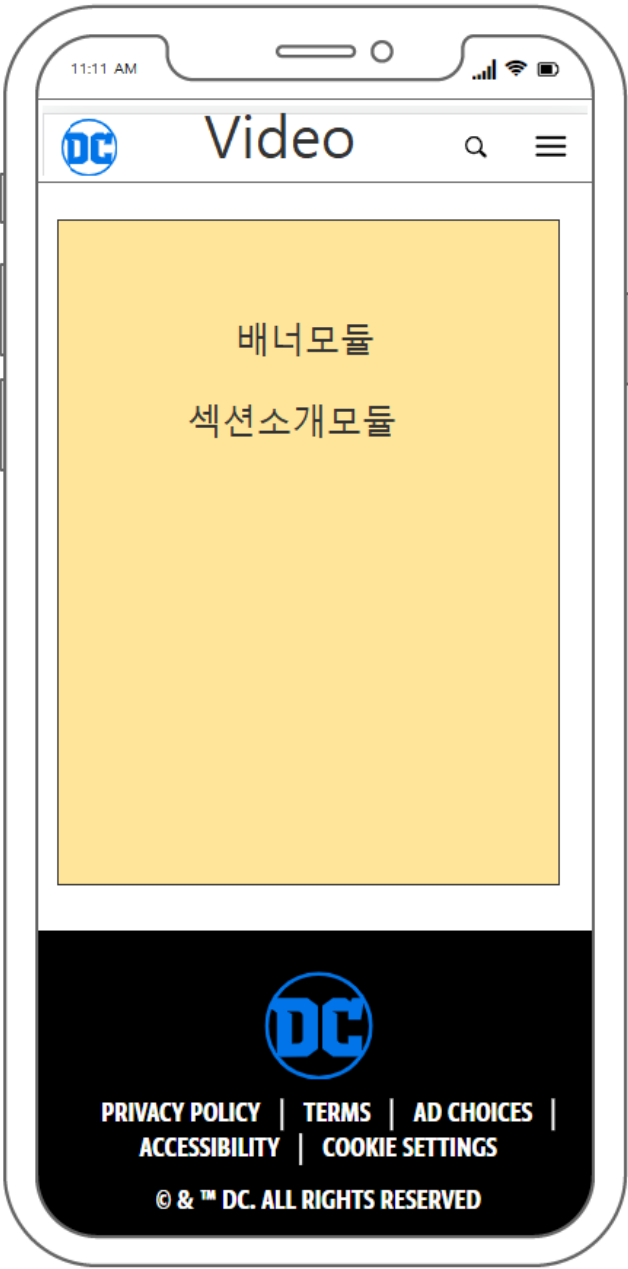 11:11 AM
DC Video
배너모듈
섹션소개모듈
DC
PRIVACY POLICY | TERMS | AD CHOICES |
ACCESSIBILITY | COOKIE SETTINGS
© & ™ DC. ALL RIGHTS RESERVED